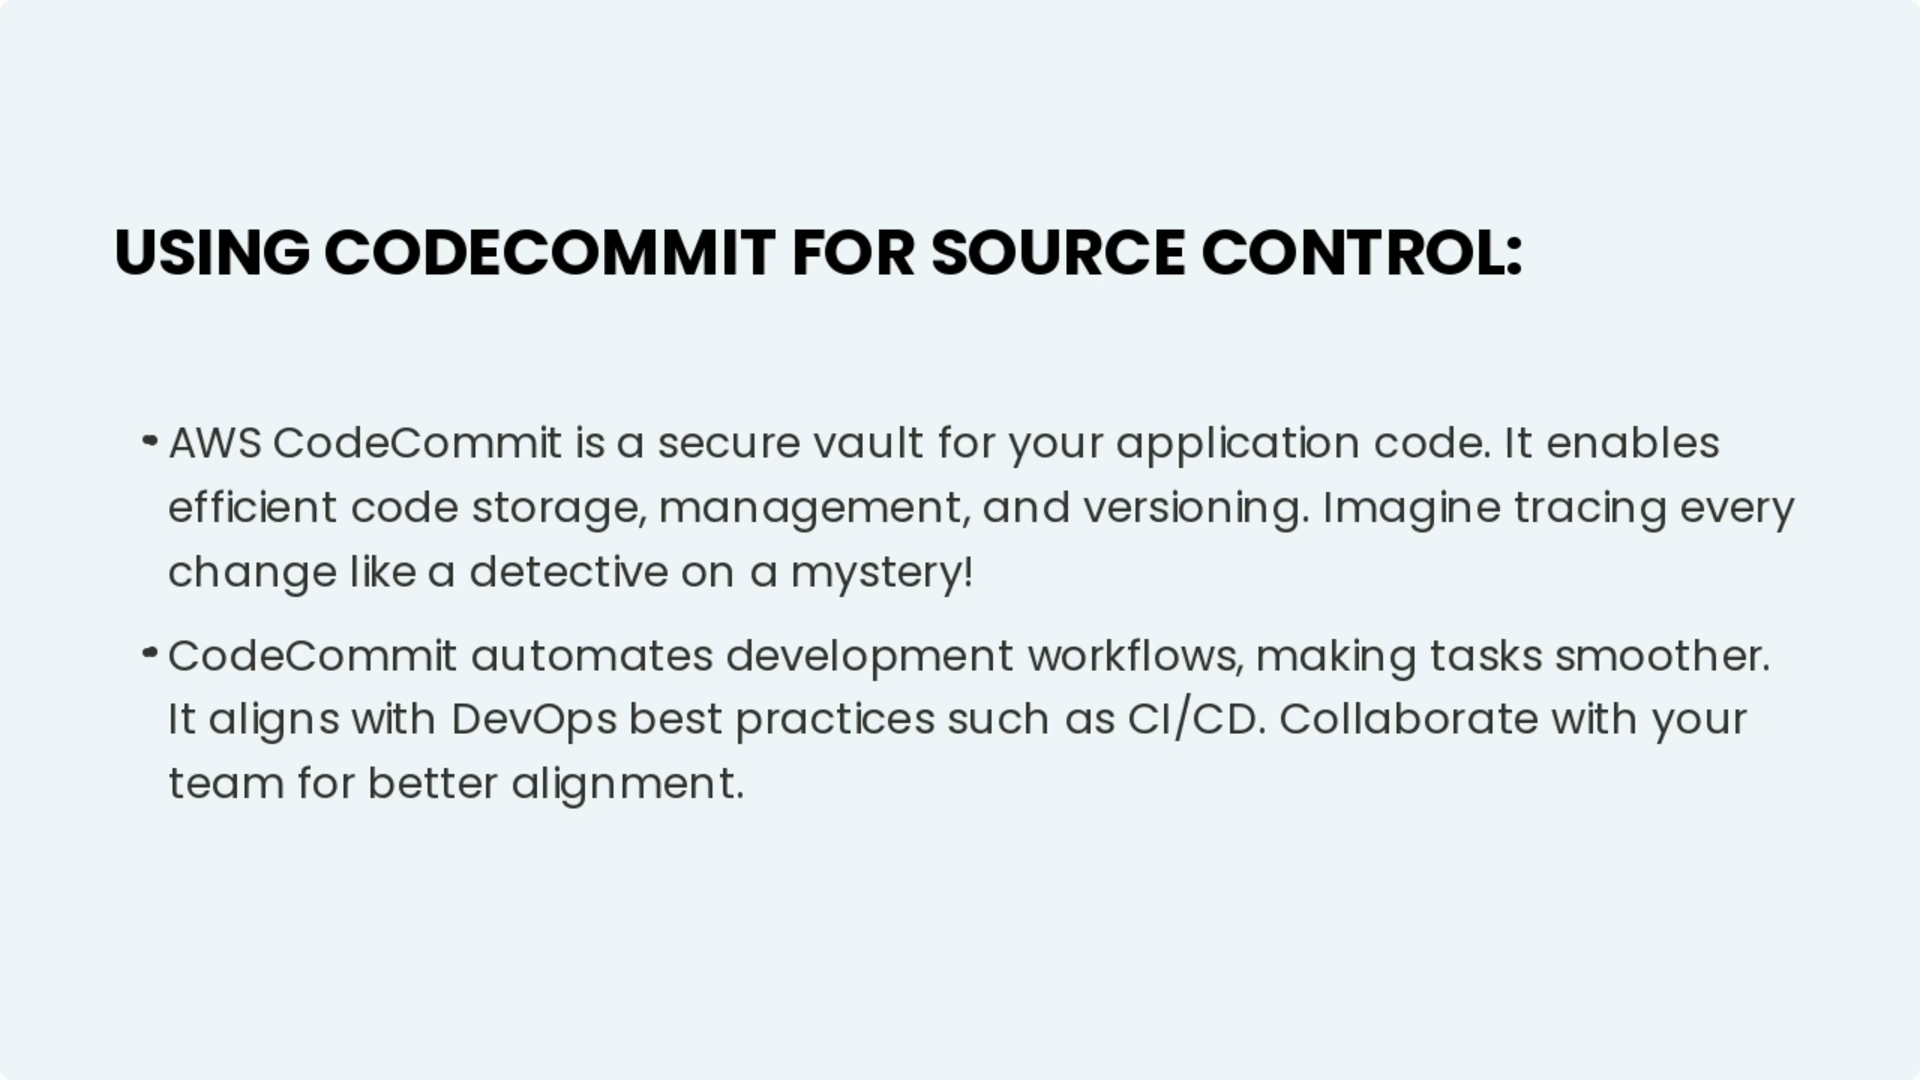 USING CODECOMMIT FOR SOURCE CONTROL:
• AWS CodeCommit is a secure vault for your application code. It enables
efficient code storage, management, and versioning. Imagine tracing every
change like a detective on a mystery!
• CodeCommit automates development workflows, making tasks smoother.
It aligns with DevOps best practices such as CI/CD. Collaborate with your
team for better alignment.